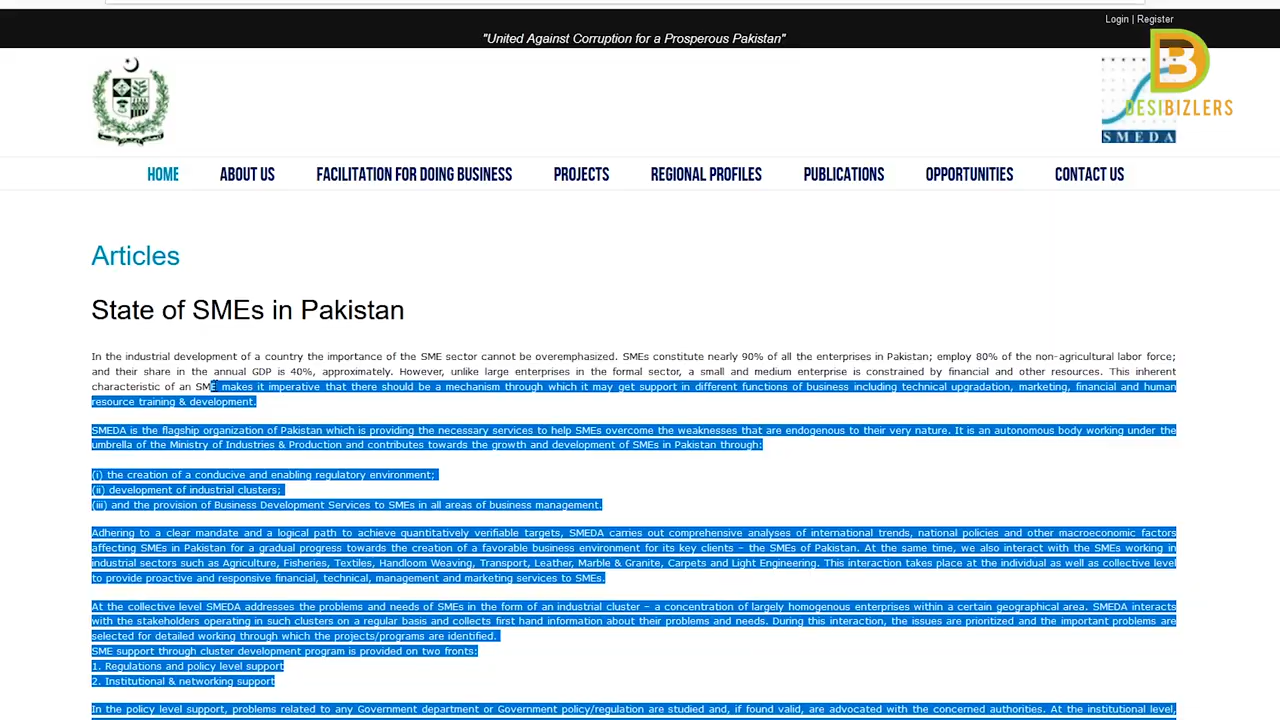 Login | Register
"United Against Corruption for a Prosperous Pakistan"
B
DESIBIZLERS
SMEDA
HOME ABOUT US FACILITATION FOR DOING BUSINESS PROJECTS REGIONAL PROFILES PUBLICATIONS OPPORTUNITIES CONTACT US
Articles
State of SMEs in Pakistan
In the industrial development of a country the importance of the SME sector cannot be overemphasized. SMEs constitute nearly 90% of all the enterprises in Pakistan; employ 80% of the non-agricultural labor force;
and their share in the annual GDP is 40%, approximately. However, unlike large enterprises in the formal sector, a small and medium enterprise is constrained by financial and other resources. This inherent
characteristic of an SME makes it imperative that there should be a mechanism through which it may get support in different functions of business including technical upgradation, marketing, financial and human
resource training & development.
SMEDA is the flagship organization of Pakistan which is providing the necessary services to help SMEs overcome the weaknesses that are endogenous to their very nature. It is an autonomous body working under the
umbrella of the Ministry of Industries & Production and contributes towards the growth and development of SMEs in Pakistan through:
(i) the creation of a conducive and enabling regulatory environment;
(ii) development of industrial clusters;
(iii) and the provision of Business Development Services to SMEs in all areas of business management.
Adhering to a clear mandate and a logical path to achieve quantitatively verifiable targets, SMEDA carries out comprehensive analyses of international trends, national policies and other macroeconomic factors
affecting SMEs in Pakistan for a gradual progress towards the creation of a favorable business environment for its key clients – the SMEs of Pakistan. At the same time, we also interact with the SMEs working in
industrial sectors such as Agriculture, Fisheries, Textiles, Handloom Weaving, Transport, Leather, Marble & Granite, Carpets and Light Engineering. This interaction takes place at the individual as well as collective level
to provide proactive and responsive financial, technical, management and marketing services to SMEs.
At the collective level SMEDA addresses the problems and needs of SMEs in the form of an industrial cluster – a concentration of largely homogenous enterprises within a certain geographical area. SMEDA interacts
with the stakeholders operating in such clusters on a regular basis and collects first hand information about their problems and needs. During this interaction, the issues are prioritized and the important problems are
selected for detailed working through which the projects/programs are identified.
SME support through cluster development program is provided on two fronts:
1. Regulations and policy level support
2. Institutional & networking support
In the policy level support, problems related to any Government department or Government policy/regulation are studied and, if found valid, are advocated with the concerned authorities. At the institutional level,